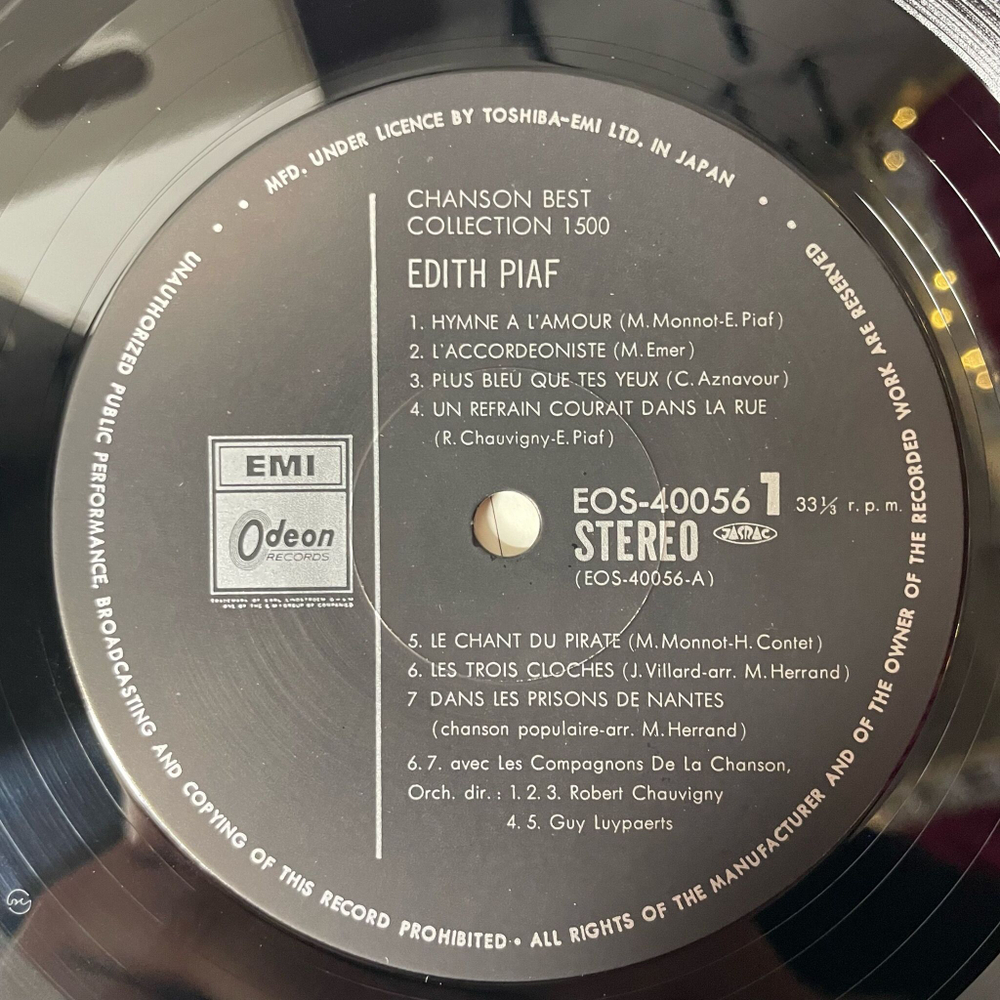 MFD. UNDER LICENCE BY TOSHIBA-EMI LTD. IN JAPAN
CHANSON BEST
COLLECTION 1500
EDITH PIAF
1. HYMNE A L'AMOUR (M. Monnot-E. Piaf)
2. L'ACCORDEONISTE (M. Emer)
3. PLUS BLEU QUE TES YEUX (C. Aznavour)
4. UN REFRAIN COURAIT DANS LA RUE
(R. Chauvigny-E. Piaf)
EMI
Odeon
RECORDS
EOS-40056 1 33⅓ r. p. m.
STEREO JASRAC
(EOS-40056-A)
5. LE CHANT DU PIRATE (M. Monnot-H. Contet)
6. LES TROIS CLOCHES (J. Villard-arr. M. Herrand)
7 DANS LES PRISONS DE NANTES
(chanson populaire-arr. M. Herrand)
6. 7. avec Les Compagnons De La Chanson,
Orch. dir. : 1. 2. 3. Robert Chauvigny
4. 5. Guy Luypaerts
UNAUTHORIZED PUBLIC PERFORMANCE, BROADCASTING AND COPYING OF THIS RECORD PROHIBITED • ALL RIGHTS OF THE MANUFACTURER AND OF THE OWNER OF THE RECORDED WORK ARE RESERVED